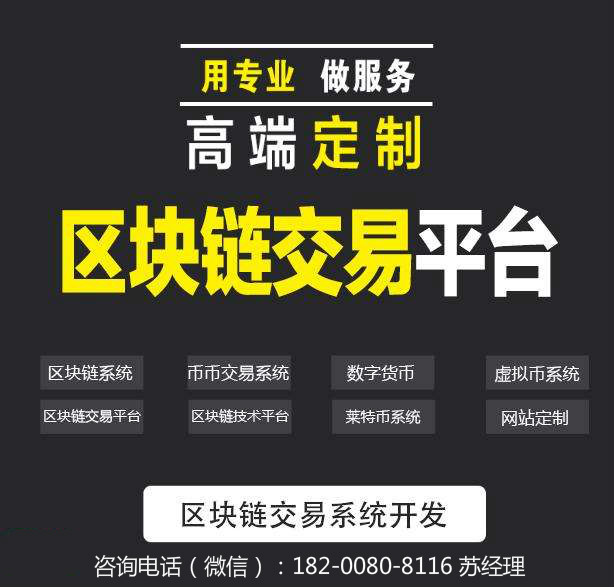 用专业 做服务
高端定制
区块链交易平台
区块链系统 币币交易系统 数字货币 虚拟币系统
区块链交易平台 区块链技术平台 莱特币系统 网站定制
区块链交易系统开发
咨询电话（微信）：182-0080-8116 苏经理